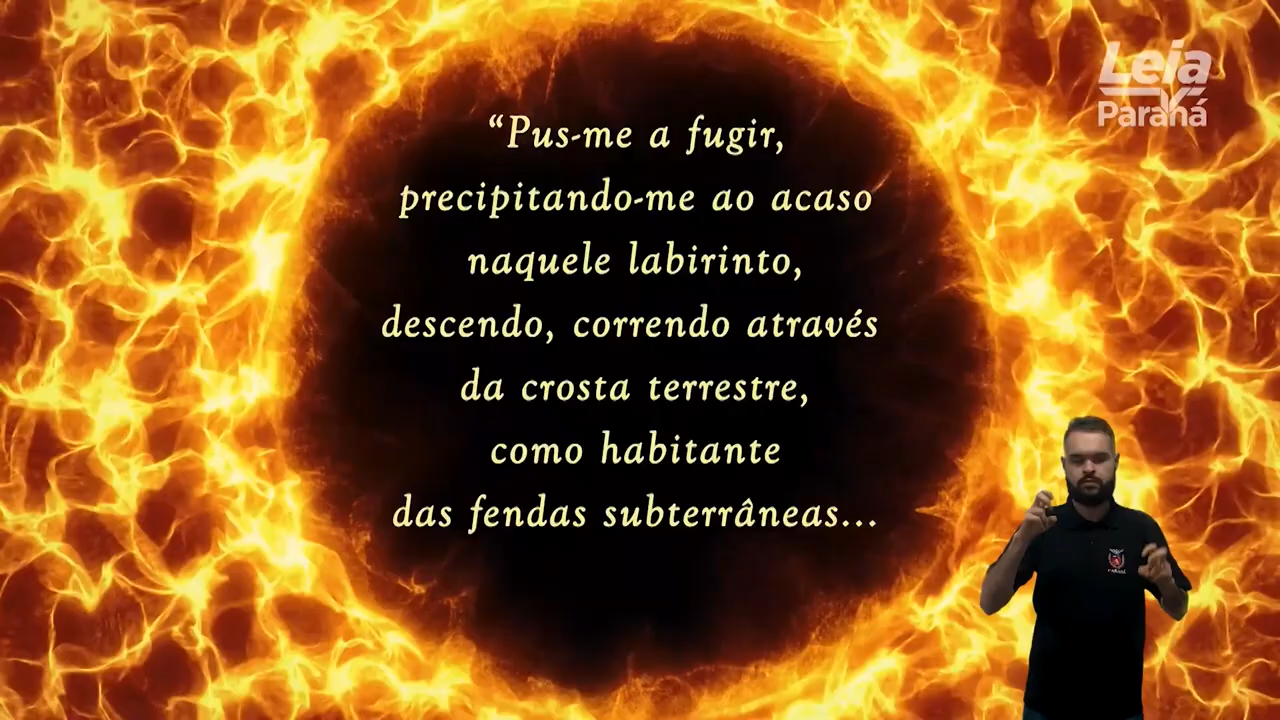 Leia
Paraná
“Pus-me a fugir,
precipitando-me ao acaso
naquele labirinto,
descendo, correndo através
da crosta terrestre,
como habitante
das fendas subterrâneas...